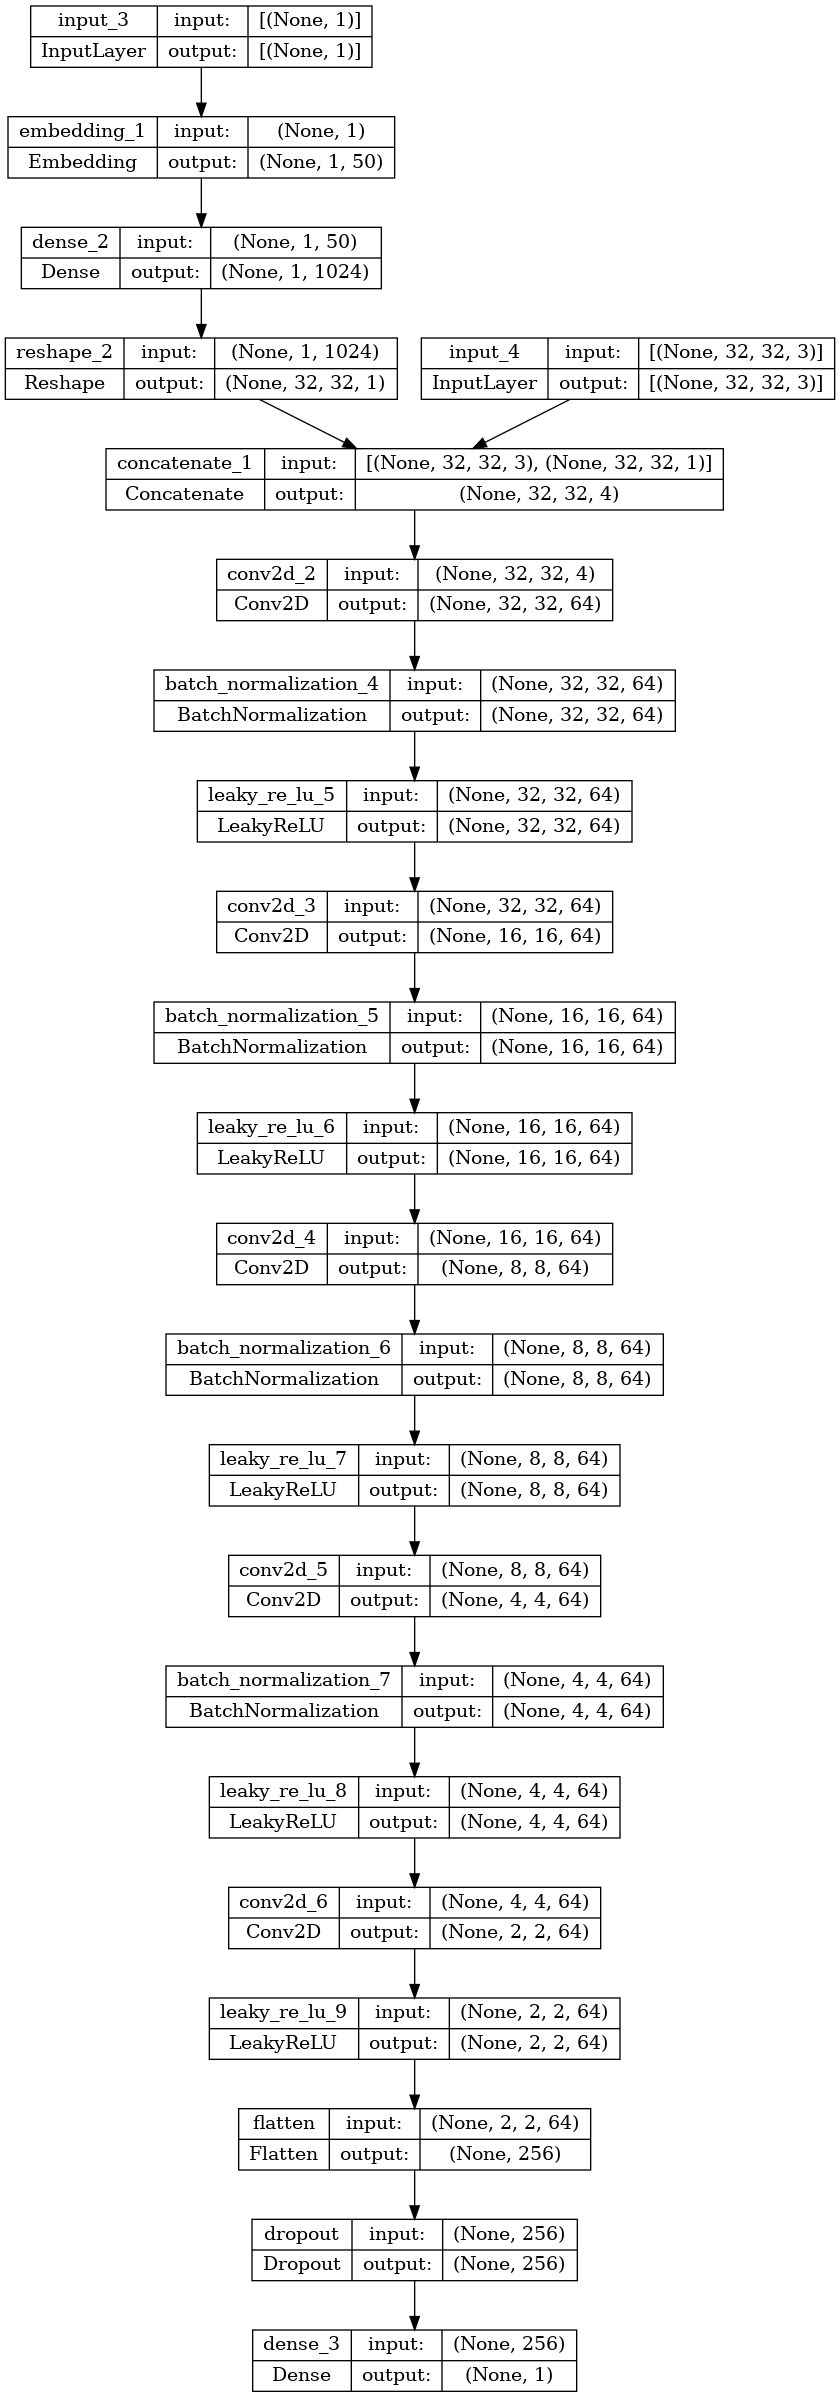 input_3 input: [(None, 1)]
InputLayer output: [(None, 1)]
embedding_1 input: (None, 1)
Embedding output: (None, 1, 50)
dense_2 input: (None, 1, 50)
Dense output: (None, 1, 1024)
reshape_2 input: (None, 1, 1024)
Reshape output: (None, 32, 32, 1)
input_4 input: [(None, 32, 32, 3)]
InputLayer output: [(None, 32, 32, 3)]
concatenate_1 input: [(None, 32, 32, 3), (None, 32, 32, 1)]
Concatenate output: (None, 32, 32, 4)
conv2d_2 input: (None, 32, 32, 4)
Conv2D output: (None, 32, 32, 64)
batch_normalization_4 input: (None, 32, 32, 64)
BatchNormalization output: (None, 32, 32, 64)
leaky_re_lu_5 input: (None, 32, 32, 64)
LeakyReLU output: (None, 32, 32, 64)
conv2d_3 input: (None, 32, 32, 64)
Conv2D output: (None, 16, 16, 64)
batch_normalization_5 input: (None, 16, 16, 64)
BatchNormalization output: (None, 16, 16, 64)
leaky_re_lu_6 input: (None, 16, 16, 64)
LeakyReLU output: (None, 16, 16, 64)
conv2d_4 input: (None, 16, 16, 64)
Conv2D output: (None, 8, 8, 64)
batch_normalization_6 input: (None, 8, 8, 64)
BatchNormalization output: (None, 8, 8, 64)
leaky_re_lu_7 input: (None, 8, 8, 64)
LeakyReLU output: (None, 8, 8, 64)
conv2d_5 input: (None, 8, 8, 64)
Conv2D output: (None, 4, 4, 64)
batch_normalization_7 input: (None, 4, 4, 64)
BatchNormalization output: (None, 4, 4, 64)
leaky_re_lu_8 input: (None, 4, 4, 64)
LeakyReLU output: (None, 4, 4, 64)
conv2d_6 input: (None, 4, 4, 64)
Conv2D output: (None, 2, 2, 64)
leaky_re_lu_9 input: (None, 2, 2, 64)
LeakyReLU output: (None, 2, 2, 64)
flatten input: (None, 2, 2, 64)
Flatten output: (None, 256)
dropout input: (None, 256)
Dropout output: (None, 256)
dense_3 input: (None, 256)
Dense output: (None, 1)